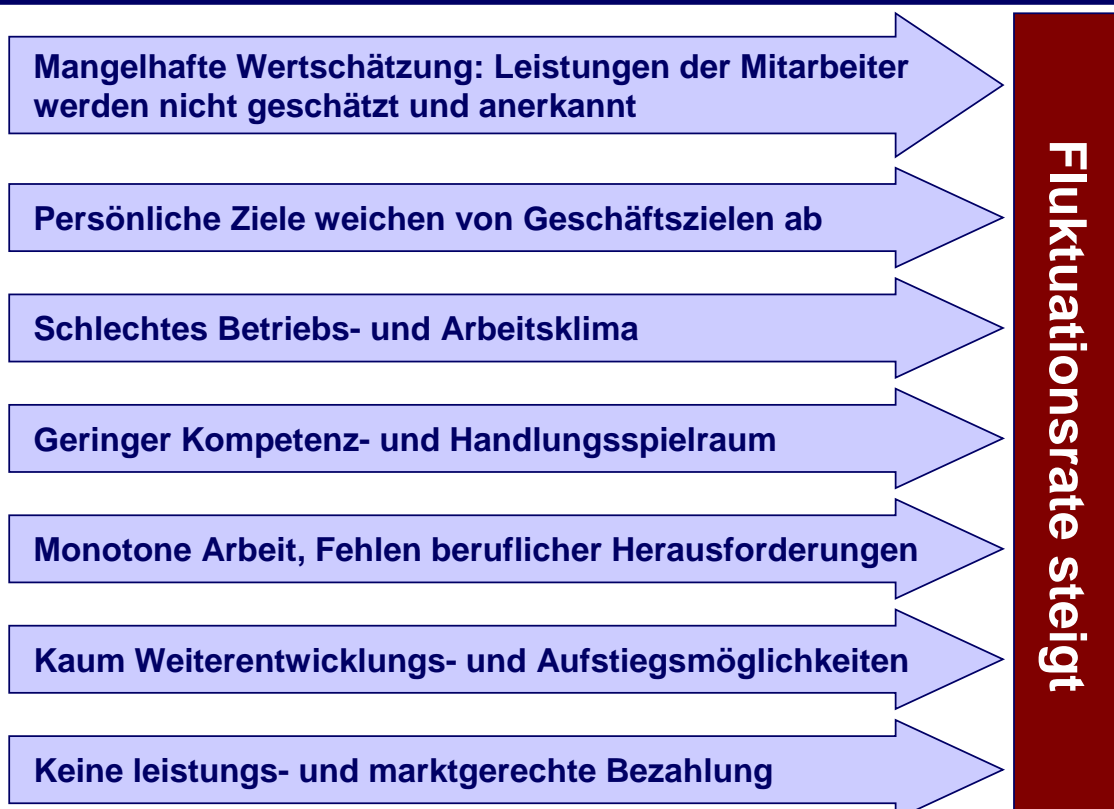 Mangelhafte Wertschätzung: Leistungen der Mitarbeiter
werden nicht geschätzt und anerkannt
Persönliche Ziele weichen von Geschäftszielen ab
Schlechtes Betriebs- und Arbeitsklima
Geringer Kompetenz- und Handlungsspielraum
Monotone Arbeit, Fehlen beruflicher Herausforderungen
Kaum Weiterentwicklungs- und Aufstiegsmöglichkeiten
Keine leistungs- und marktgerechte Bezahlung
Fluktuationsrate steigt